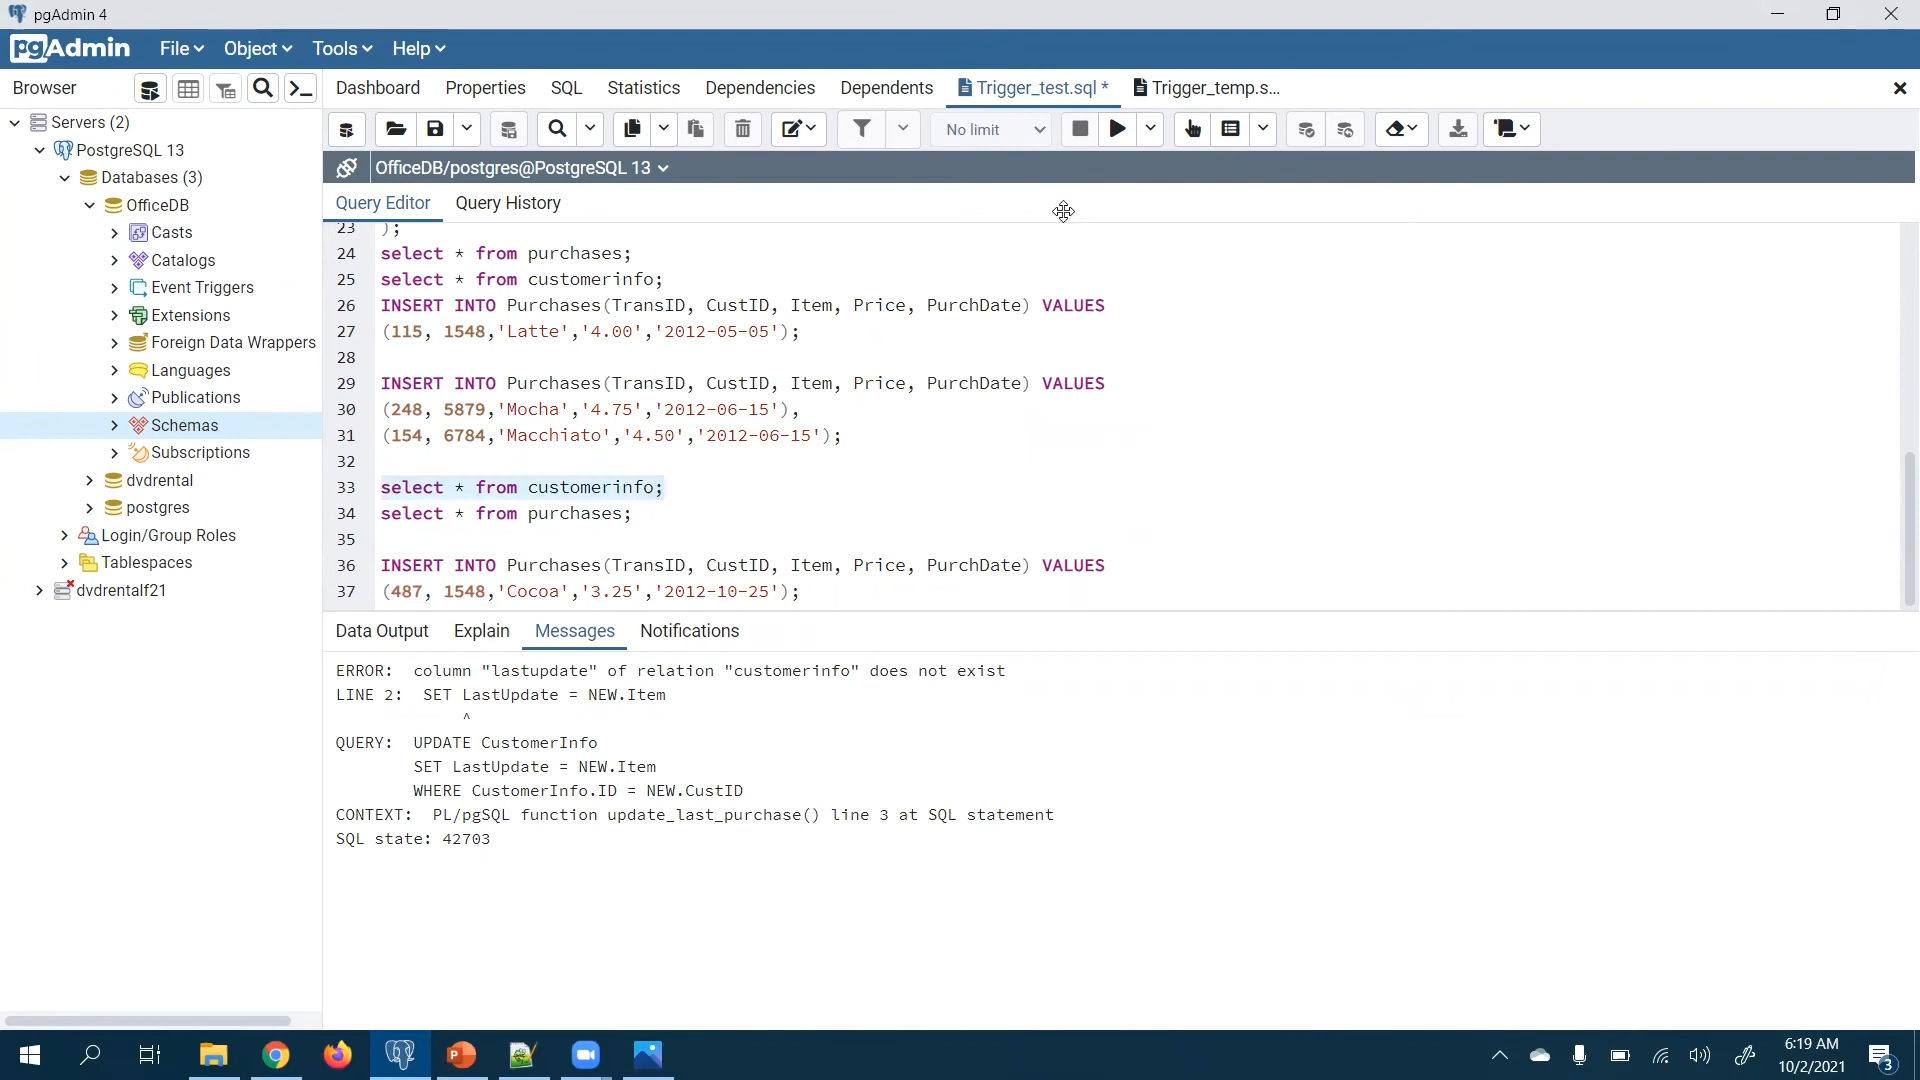 pgAdmin 4
pgAdmin
File
Object
Tools
Help
Browser
Dashboard
Properties
SQL
Statistics
Dependencies
Dependents
Trigger_test.sql *
Trigger_temp.s...
No limit
OfficeDB/postgres@PostgreSQL 13
Query Editor
Query History
Servers (2)
PostgreSQL 13
Databases (3)
OfficeDB
Casts
Catalogs
Event Triggers
Extensions
Foreign Data Wrappers
Languages
Publications
Schemas
Subscriptions
dvdrental
postgres
Login/Group Roles
Tablespaces
dvdrentalf21
23 );
24 select * from purchases;
25 select * from customerinfo;
26 INSERT INTO Purchases(TransID, CustID, Item, Price, PurchDate) VALUES
27 (115, 1548,'Latte','4.00','2012-05-05');
28
29 INSERT INTO Purchases(TransID, CustID, Item, Price, PurchDate) VALUES
30 (248, 5879,'Mocha','4.75','2012-06-15'),
31 (154, 6784,'Macchiato','4.50','2012-06-15');
32
33 select * from customerinfo;
34 select * from purchases;
35
36 INSERT INTO Purchases(TransID, CustID, Item, Price, PurchDate) VALUES
37 (487, 1548,'Cocoa','3.25','2012-10-25');
Data Output
Explain
Messages
Notifications
ERROR: column "lastupdate" of relation "customerinfo" does not exist
LINE 2: SET LastUpdate = NEW.Item
^
QUERY: UPDATE CustomerInfo
SET LastUpdate = NEW.Item
WHERE CustomerInfo.ID = NEW.CustID
CONTEXT: PL/pgSQL function update_last_purchase() line 3 at SQL statement
SQL state: 42703
6:19 AM
10/2/2021
3